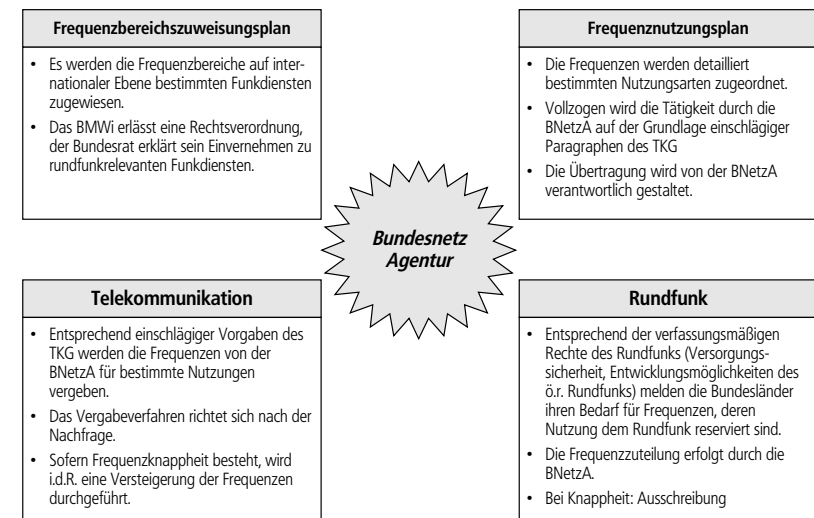 Frequenzbereichszuweisungsplan
• Es werden die Frequenzbereiche auf inter-
nationaler Ebene bestimmten Funkdiensten
zugewiesen.
• Das BMWi erlässt eine Rechtsverordnung,
der Bundesrat erklärt sein Einvernehmen zu
rundfunkrelevanten Funkdiensten.
Frequenznutzungsplan
• Die Frequenzen werden detailliert
bestimmten Nutzungsarten zugeordnet.
• Vollzogen wird die Tätigkeit durch die
BNetzA auf der Grundlage einschlägiger
Paragraphen des TKG
• Die Übertragung wird von der BNetzA
verantwortlich gestaltet.
Bundesnetz
Agentur
Telekommunikation
• Entsprechend einschlägiger Vorgaben des
TKG werden die Frequenzen von der
BNetzA für bestimmte Nutzungen
vergeben.
• Das Vergabeverfahren richtet sich nach der
Nachfrage.
• Sofern Frequenzknappheit besteht, wird
i.d.R. eine Versteigerung der Frequenzen
durchgeführt.
Rundfunk
• Entsprechend der verfassungsmäßigen
Rechte des Rundfunks (Versorgungs-
sicherheit, Entwicklungsmöglichkeiten des
ö.r. Rundfunks) melden die Bundesländer
ihren Bedarf für Frequenzen, deren
Nutzung dem Rundfunk reserviert sind.
• Die Frequenzzuteilung erfolgt durch die
BNetzA.
• Bei Knappheit: Ausschreibung